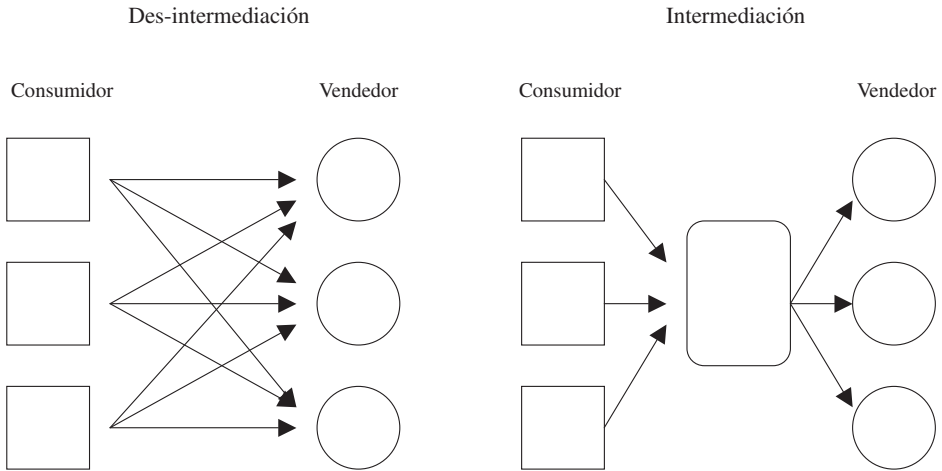 Des-intermediación
Intermediación
Consumidor
Vendedor
Consumidor
Vendedor